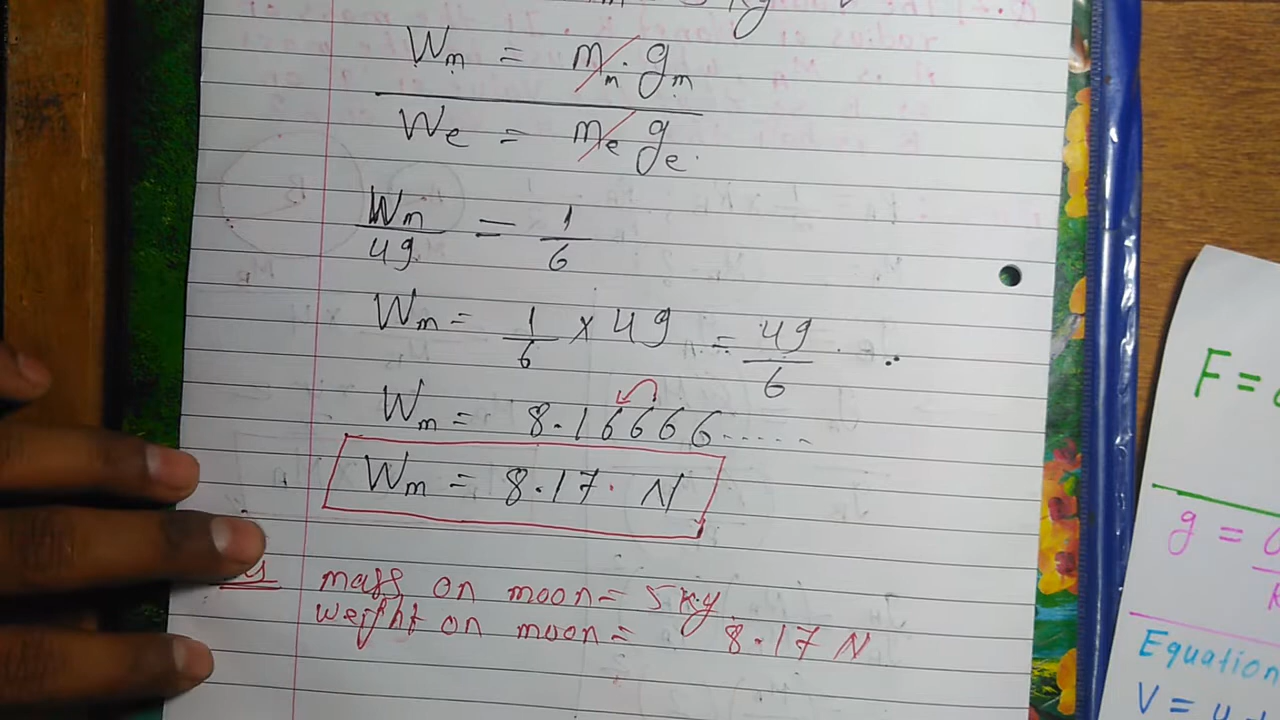 Wm = mm . gm
We = me ge.
Wm/49 = 1/6
Wm = 1/6 × 49 = 49/6
Wm = 8.16666.....
Wm = 8.17 N
mass on moon = 5 kg
weight on moon = 8.17 N
F =
g =
Equation
V = u